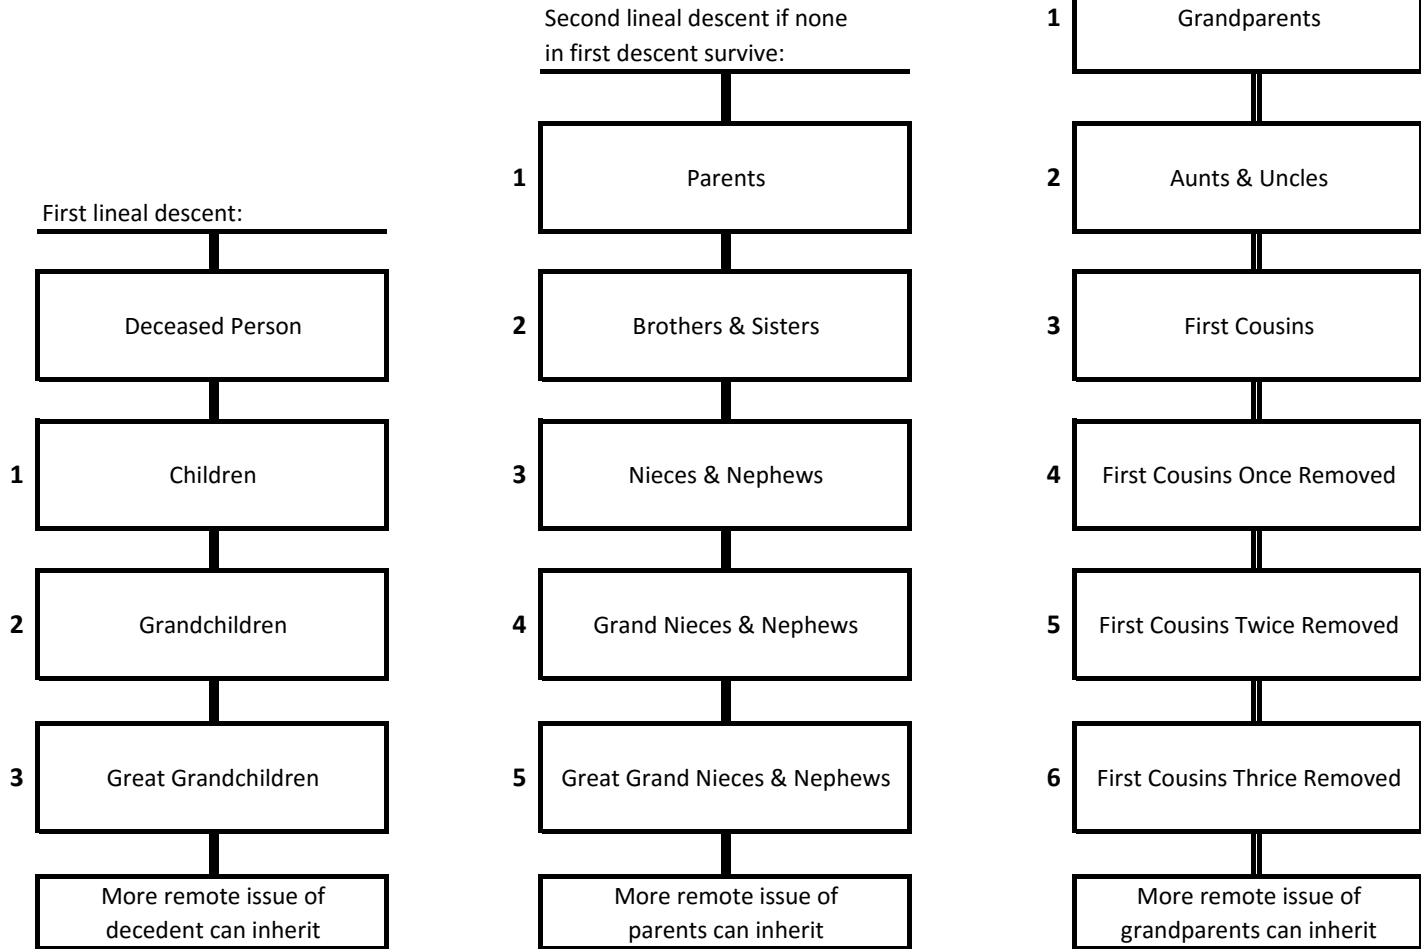 First lineal descent:
Deceased Person
1 Children
2 Grandchildren
3 Great Grandchildren
More remote issue of
decedent can inherit
Second lineal descent if none
in first descent survive:
1 Parents
2 Brothers & Sisters
3 Nieces & Nephews
4 Grand Nieces & Nephews
5 Great Grand Nieces & Nephews
More remote issue of
parents can inherit
1 Grandparents
2 Aunts & Uncles
3 First Cousins
4 First Cousins Once Removed
5 First Cousins Twice Removed
6 First Cousins Thrice Removed
More remote issue of
grandparents can inherit